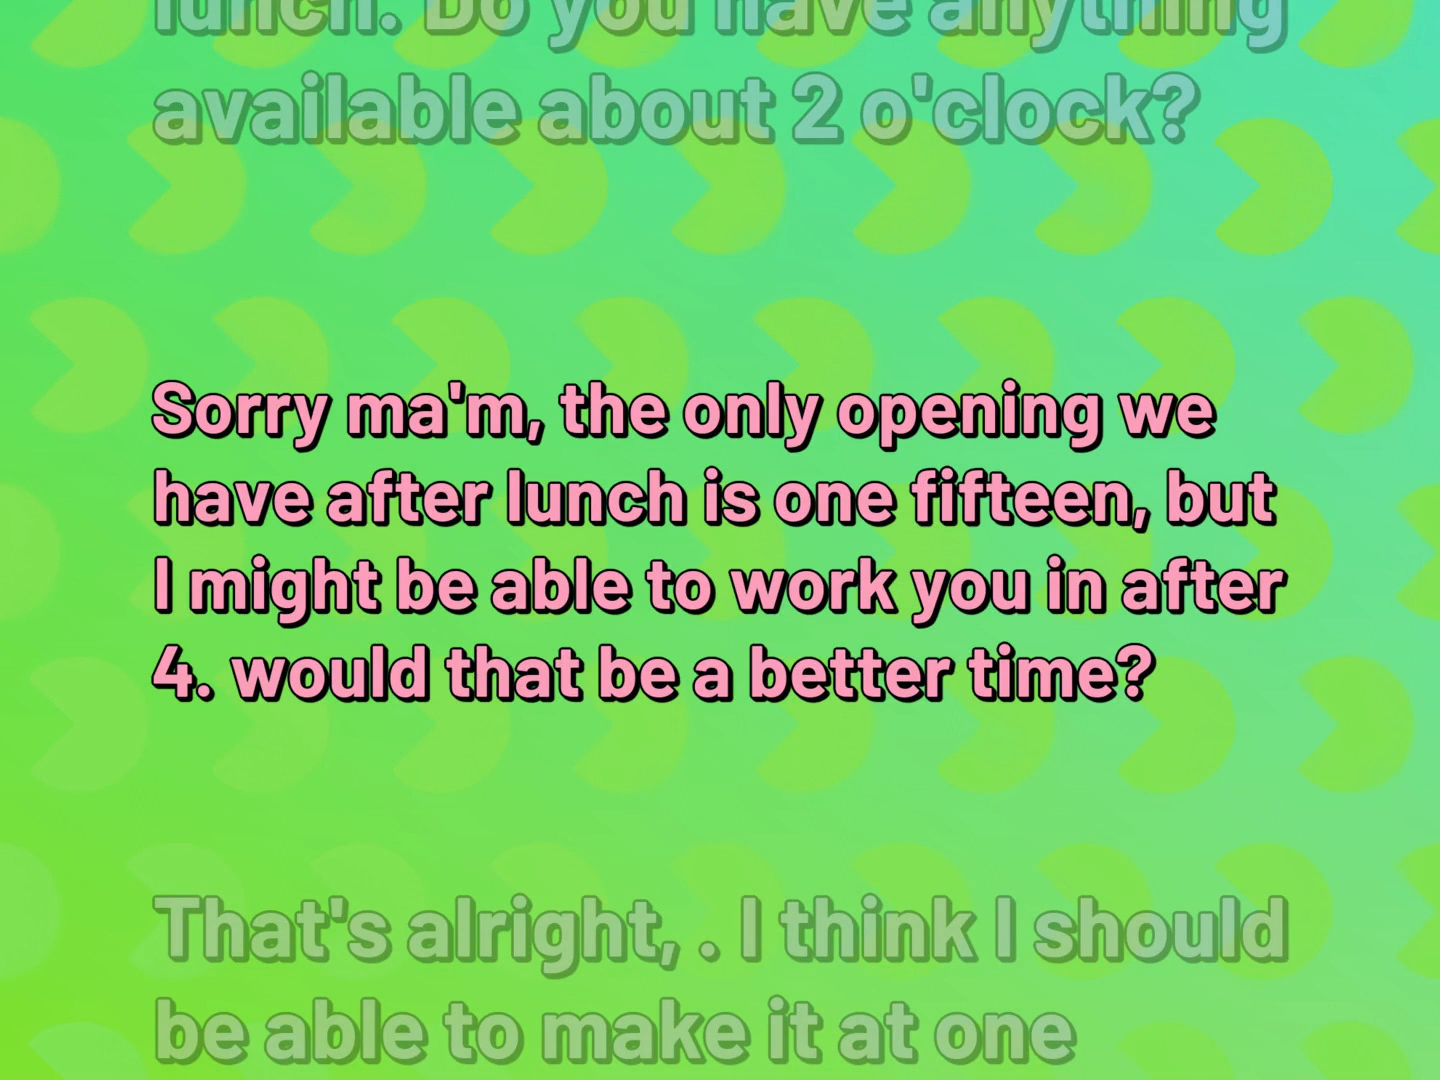 lunch. Do you have anything
available about 2 o'clock?
Sorry ma'm, the only opening we
have after lunch is one fifteen, but
I might be able to work you in after
4. would that be a better time?
That's alright, . I think I should
be able to make it at one